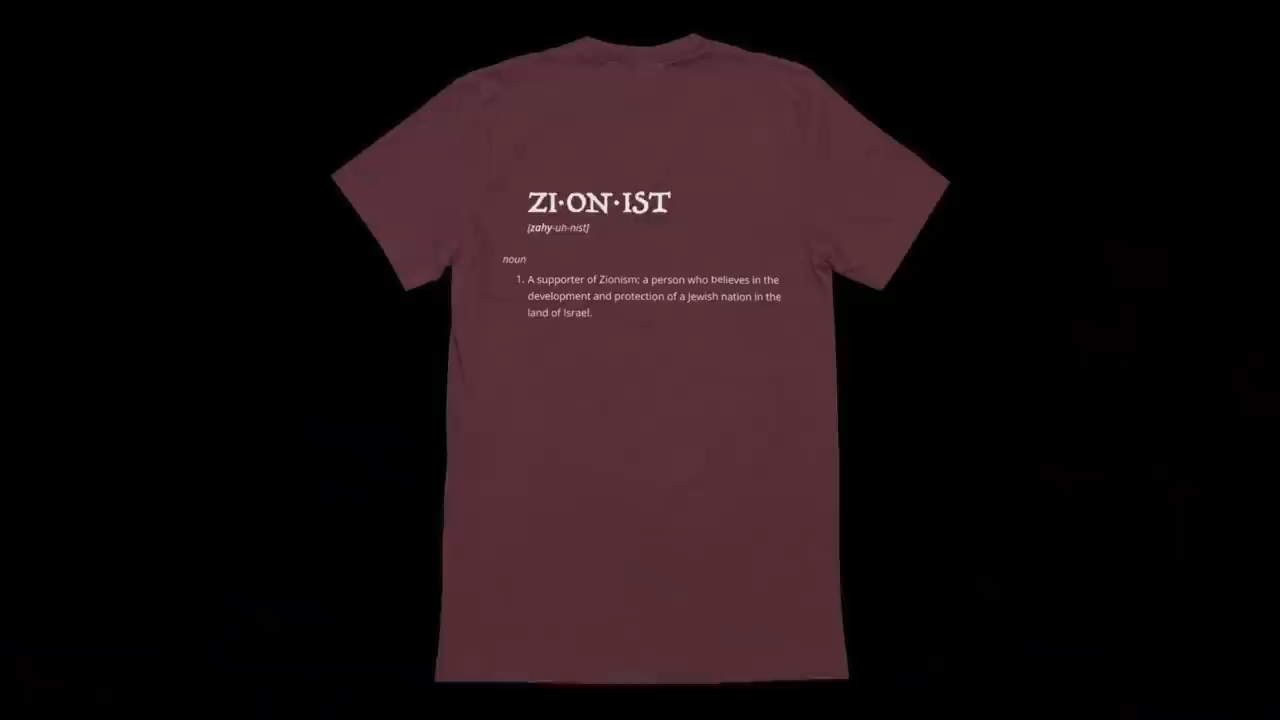 ZI·ON·IST
[zahy-uh-nist]
noun
1. A supporter of Zionism; a person who believes in the
development and protection of a Jewish nation in the
land of Israel.